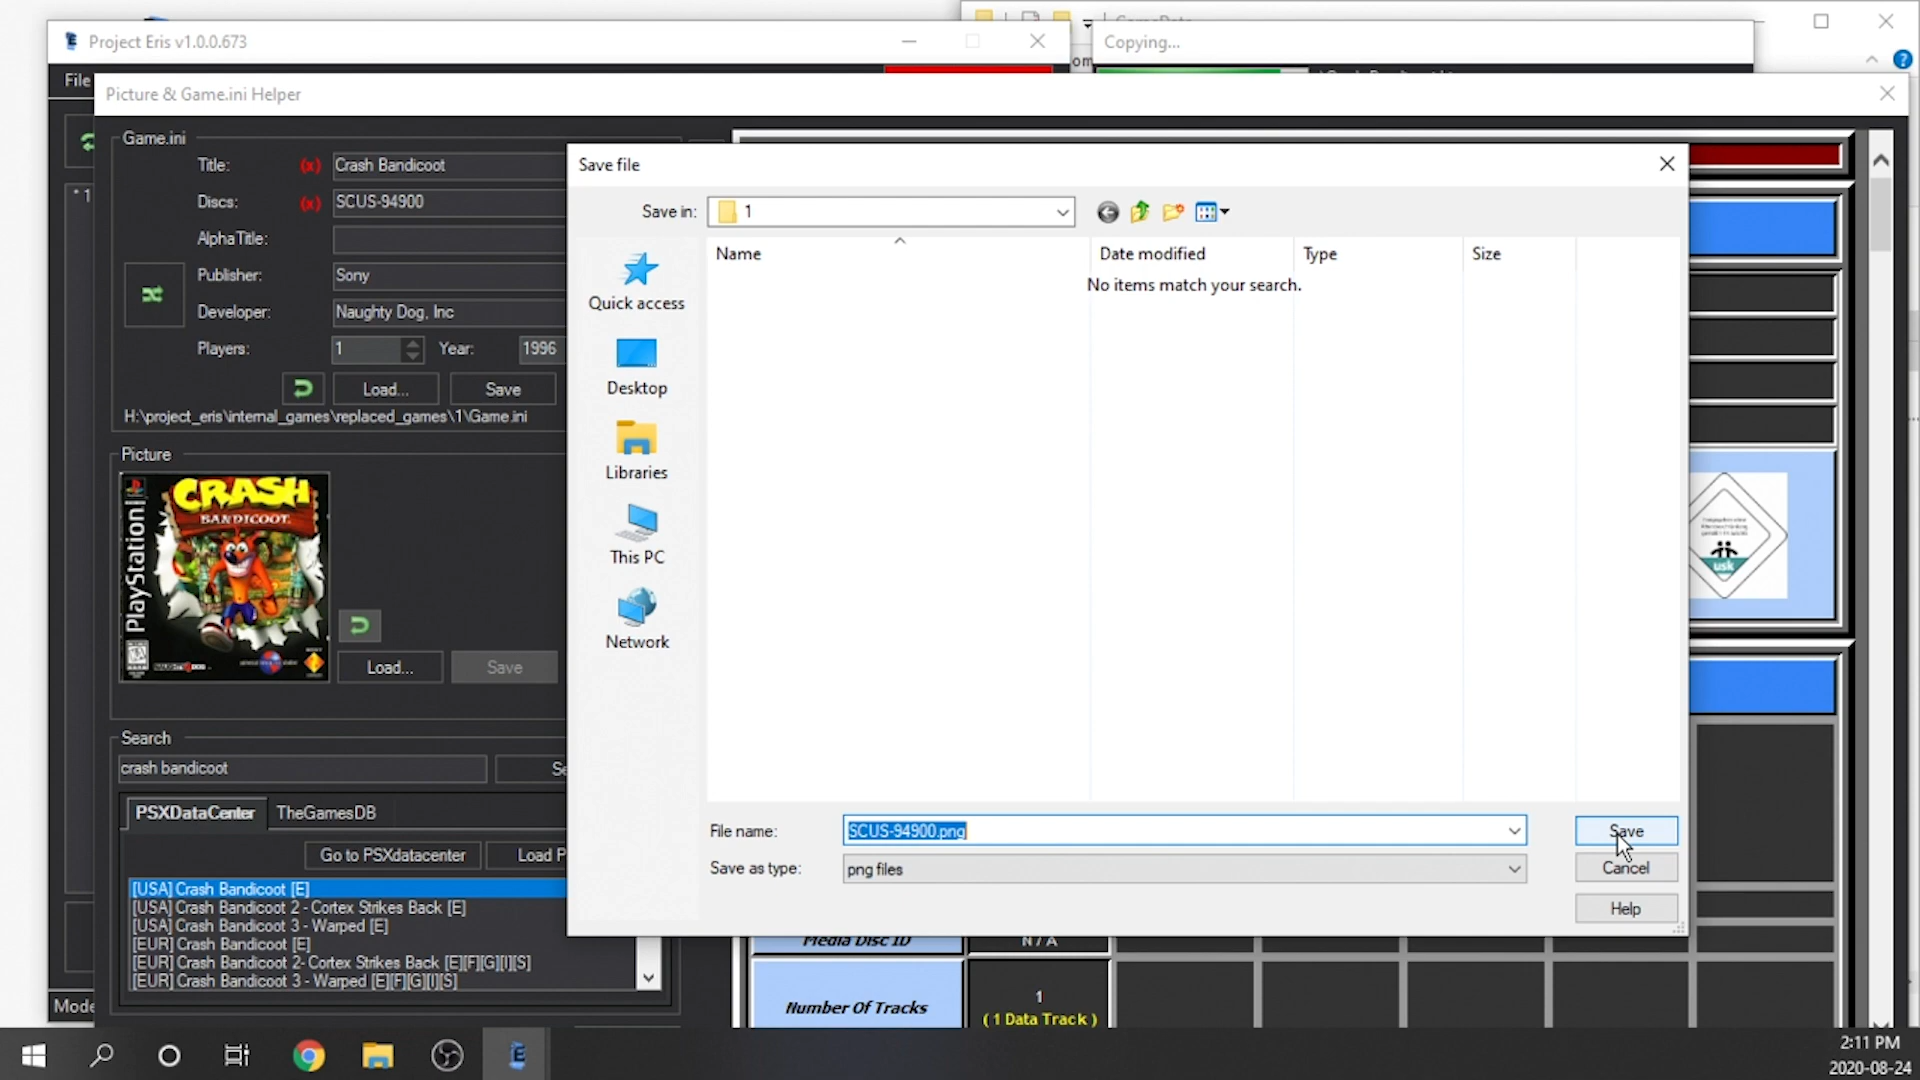 Project Eris v1.0.0.673
Copying...
File
Picture & Game.ini Helper
Game.ini
Title:
(x)
Crash Bandicoot
Discs:
(x)
SCUS-94900
AlphaTitle:
Publisher:
Sony
Developer:
Naughty Dog, Inc
Players:
1
Year:
1996
Load...
Save
H:\project_eris\internal_games\replaced_games\1\Game.ini
Picture
PlayStation
CRASH
BANDICOOT
Load...
Save
Search
crash bandicoot
PSXDataCenter
TheGamesDB
Go to PSXdatacenter
Load P
[USA] Crash Bandicoot [E]
[USA] Crash Bandicoot 2 - Cortex Strikes Back [E]
[USA] Crash Bandicoot 3 - Warped [E]
[EUR] Crash Bandicoot [E]
[EUR] Crash Bandicoot 2- Cortex Strikes Back [E][F][G][I][S]
[EUR] Crash Bandicoot 3 - Warped [E][F][G][I][S]
Save file
Save in:
1
Quick access
Desktop
Libraries
This PC
Network
Name
Date modified
Type
Size
No items match your search.
File name:
SCUS-94900.png
Save
Save as type:
png files
Cancel
Help
usk
Media Disc ID
N / A
Number Of Tracks
1
( 1 Data Track )
2:11 PM
2020-08-24